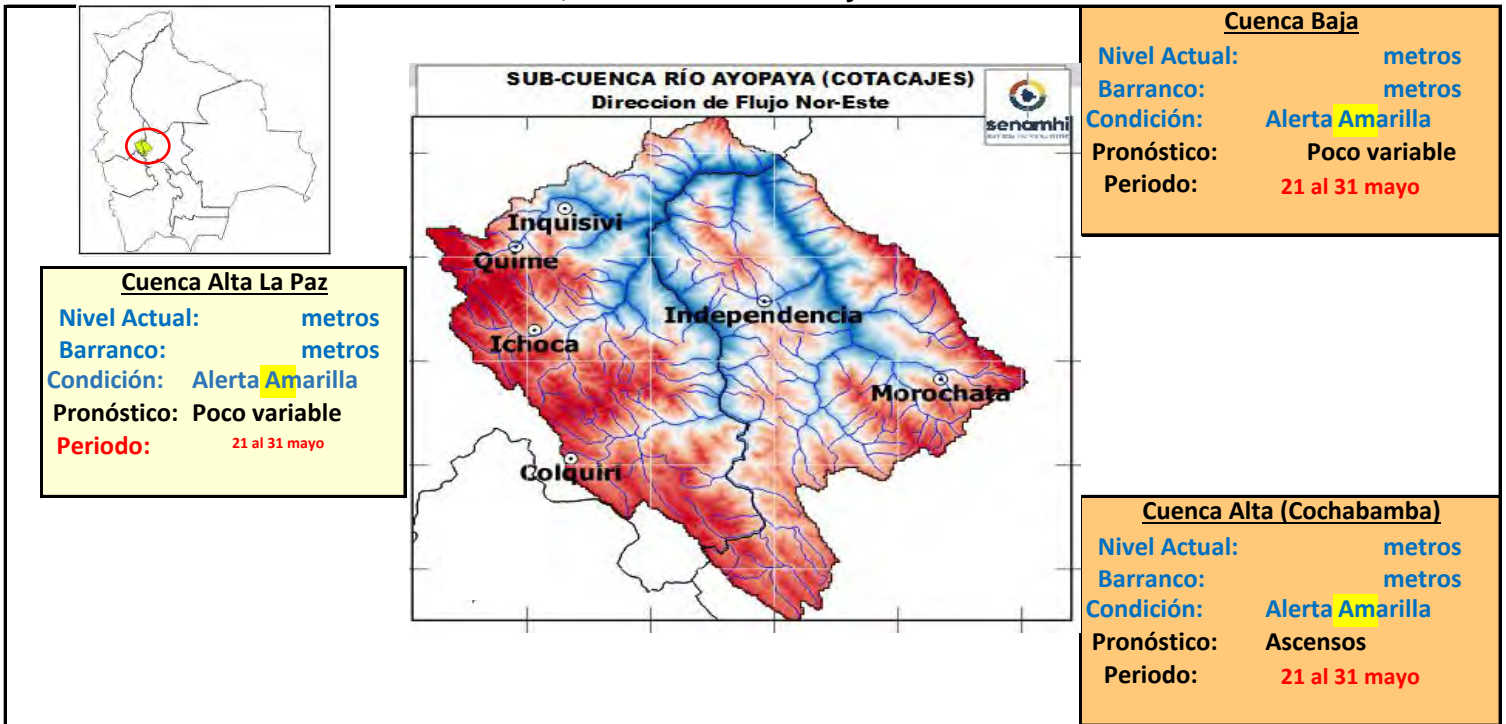 Cuenca Baja
Nivel Actual: metros
Barranco: metros
Condición: Alerta Amarilla
Pronóstico: Poco variable
Periodo: 21 al 31 mayo
SUB-CUENCA RÍO AYOPAYA (COTACAJES)
Direccion de Flujo Nor-Este
senamhi
Inquisivi
Quime
Independencia
Ichoca
Morochata
Colquiri
Cuenca Alta La Paz
Nivel Actual: metros
Barranco: metros
Condición: Alerta Amarilla
Pronóstico: Poco variable
Periodo: 21 al 31 mayo
Cuenca Alta (Cochabamba)
Nivel Actual: metros
Barranco: metros
Condición: Alerta Amarilla
Pronóstico: Ascensos
Periodo: 21 al 31 mayo